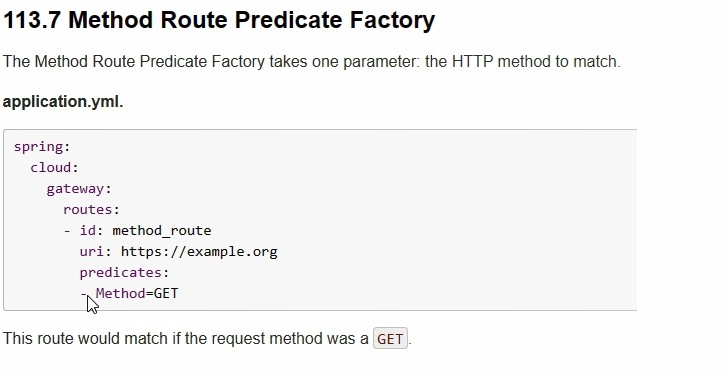 113.7 Method Route Predicate Factory
The Method Route Predicate Factory takes one parameter: the HTTP method to match.
application.yml.
spring:
  cloud:
    gateway:
      routes:
      - id: method_route
        uri: https://example.org
        predicates:
        - Method=GET
This route would match if the request method was a GET.